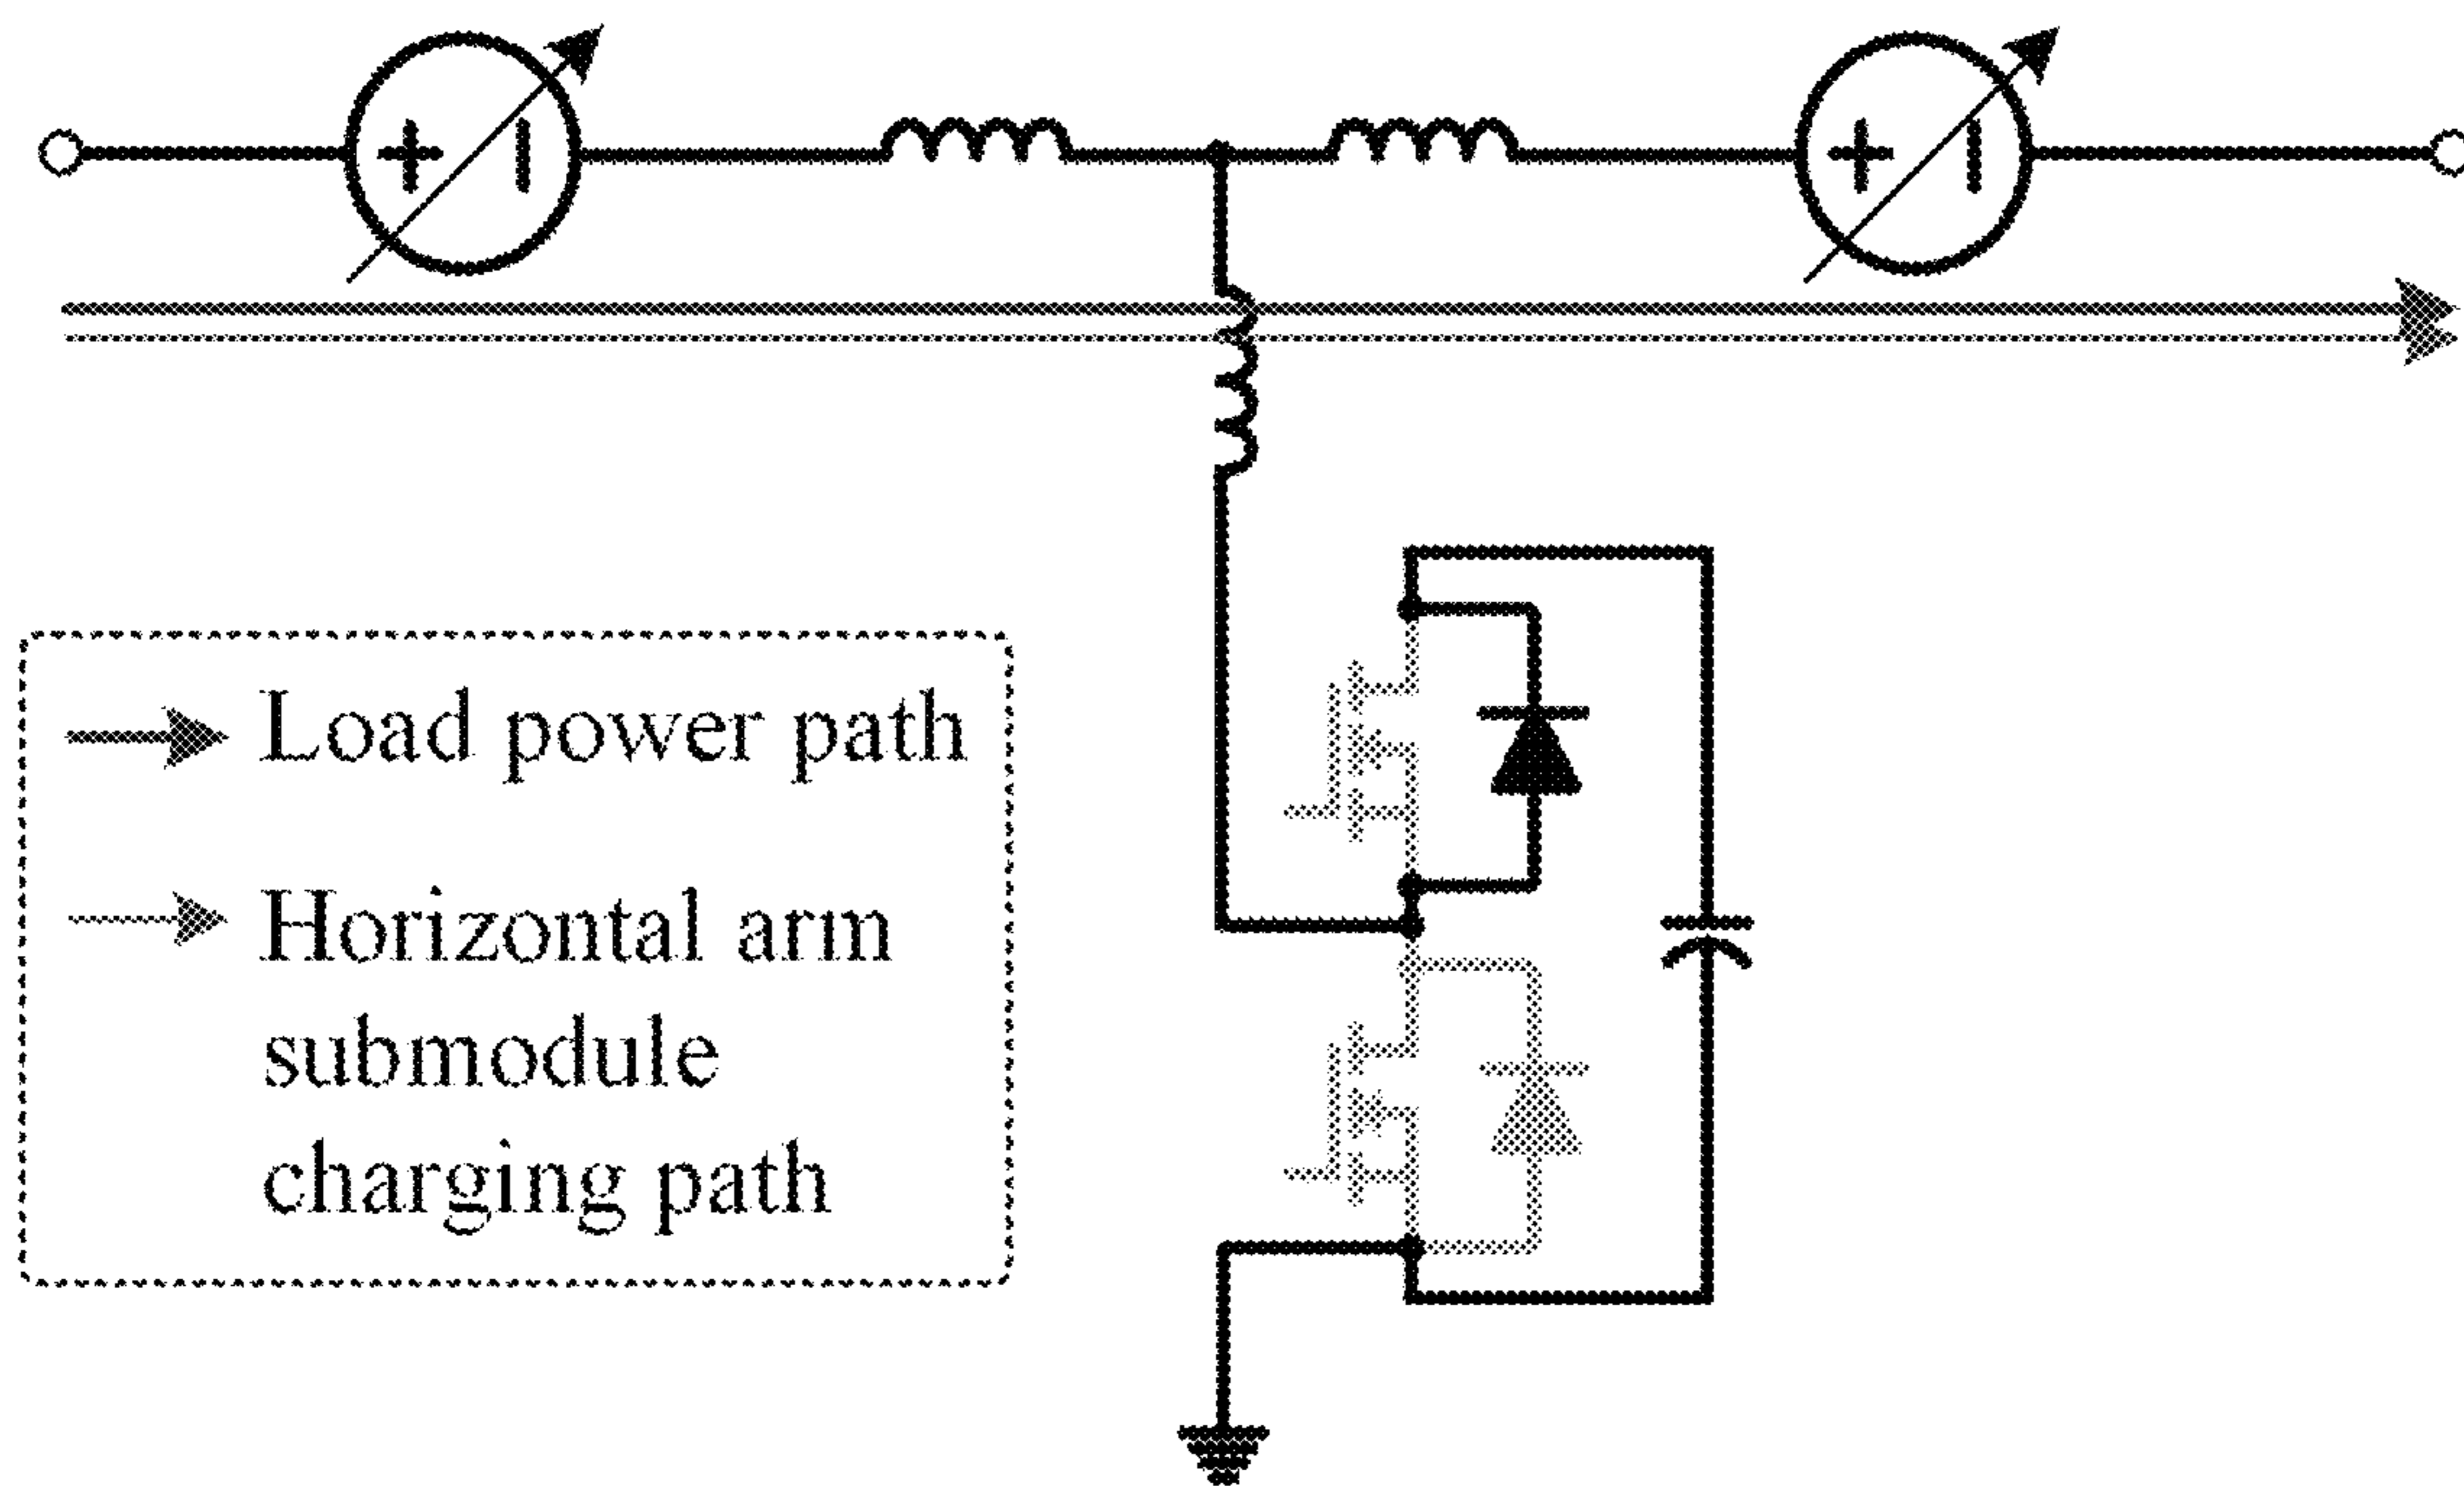 Load power path
Horizontal arm
submodule
charging path